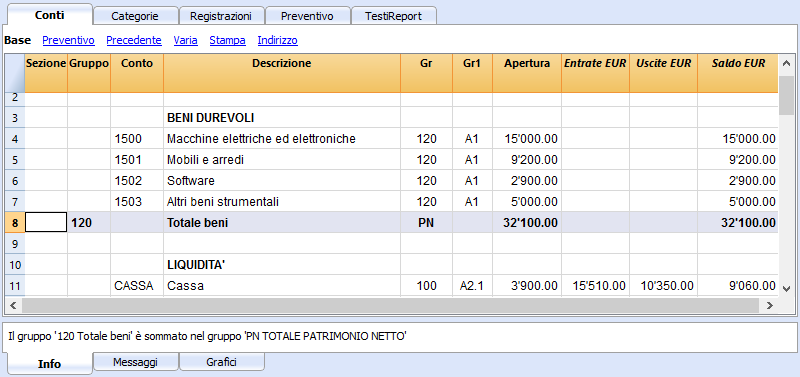 Conti Categorie Registrazioni Preventivo TestiReport
Base Preventivo Precedente Varia Stampa Indirizzo
Sezione Gruppo Conto Descrizione Gr Gr1 Apertura Entrate EUR Uscite EUR Saldo EUR
2
3 BENI DUREVOLI
4 1500 Macchine elettriche ed elettroniche 120 A1 15'000.00 15'000.00
5 1501 Mobili e arredi 120 A1 9'200.00 9'200.00
6 1502 Software 120 A1 2'900.00 2'900.00
7 1503 Altri beni strumentali 120 A1 5'000.00 5'000.00
8 120 Totale beni PN 32'100.00 32'100.00
9
10 LIQUIDITA'
11 CASSA Cassa 100 A2.1 3'900.00 15'510.00 10'350.00 9'060.00
Il gruppo '120 Totale beni' è sommato nel gruppo 'PN TOTALE PATRIMONIO NETTO'
Info Messaggi Grafici